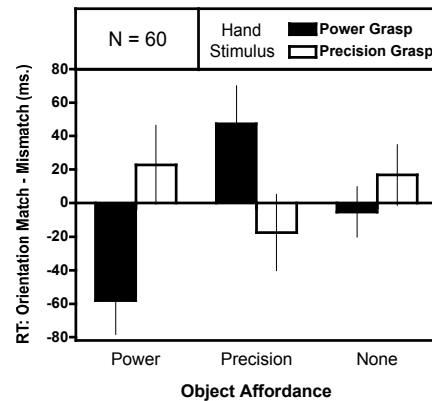 N = 60
Hand Stimulus
Power Grasp
Precision Grasp
RT: Orientation Match - Mismatch (ms.)
80
60
40
20
0
-20
-40
-60
-80
Power Precision None
Object Affordance